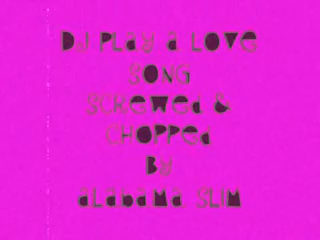 DJ Play a Love
Song
Screwed &
Chopped
By
Alabama Slim